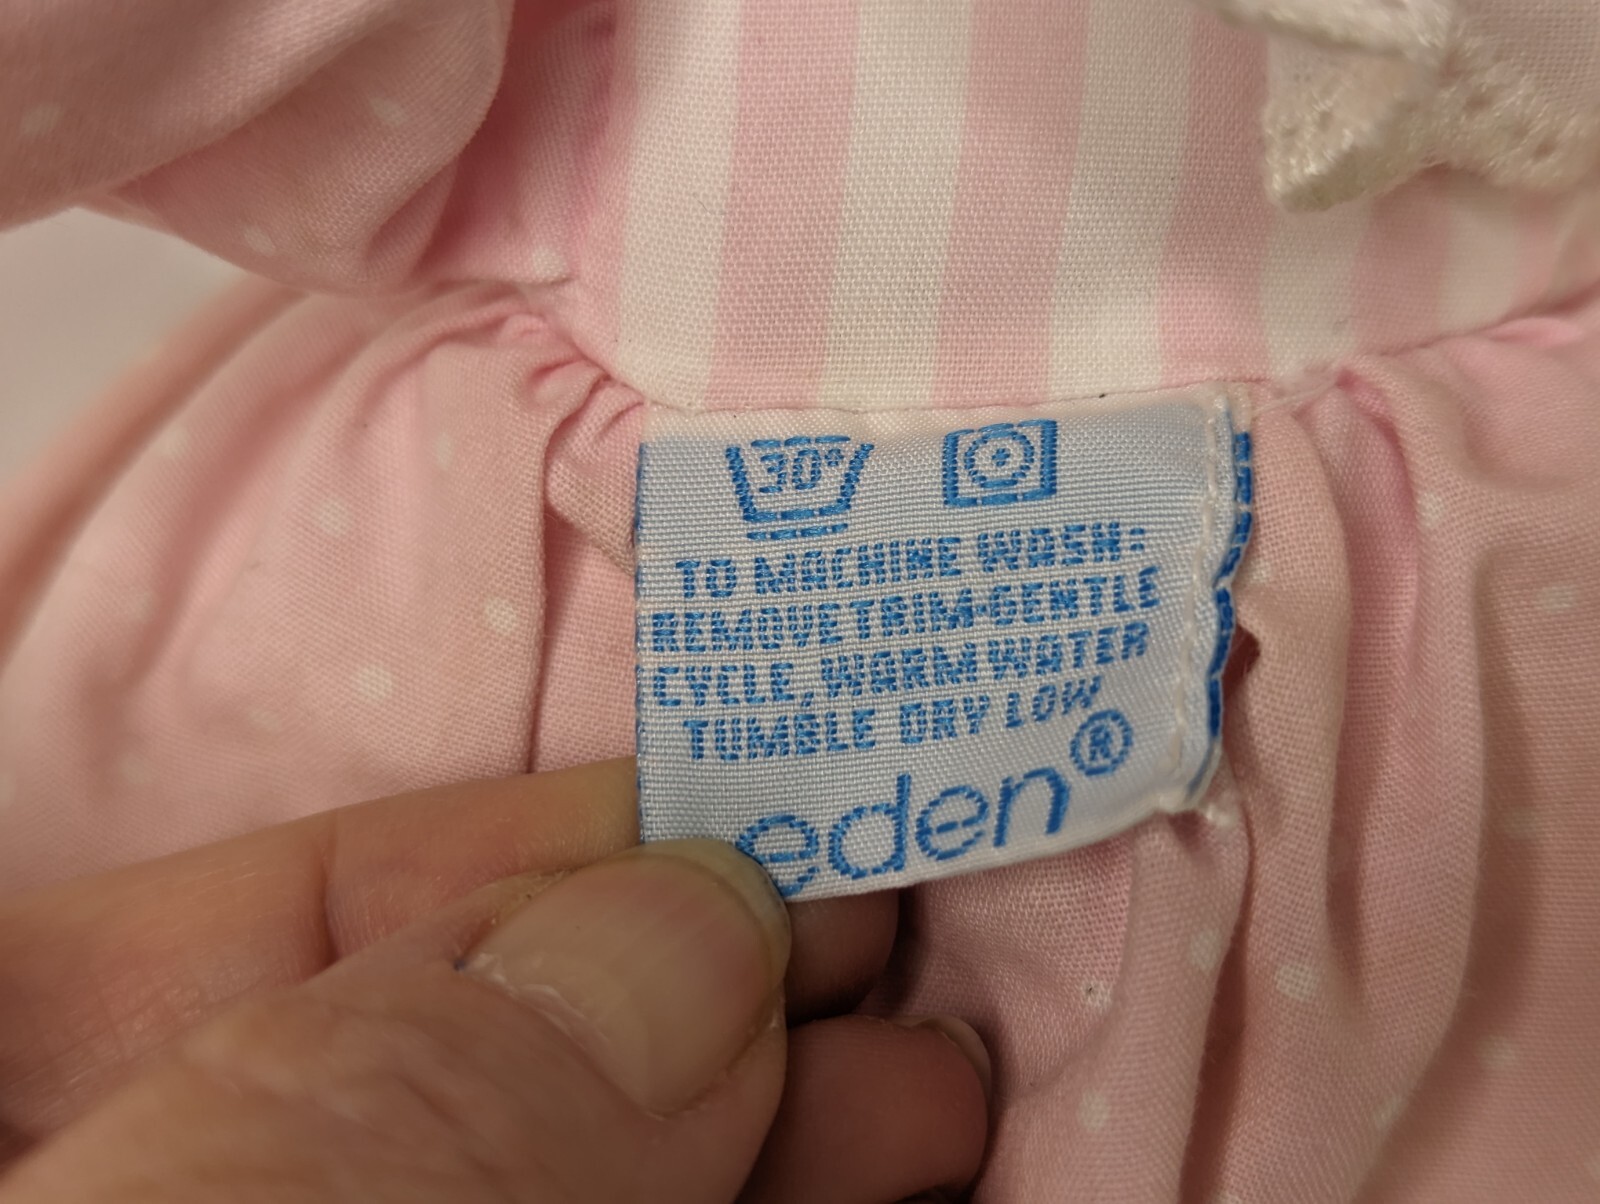 30°
TO MACHINE WASH:
REMOVE TRIM-GENTLE
CYCLE, WARM WATER
TUMBLE DRY LOW
eden®